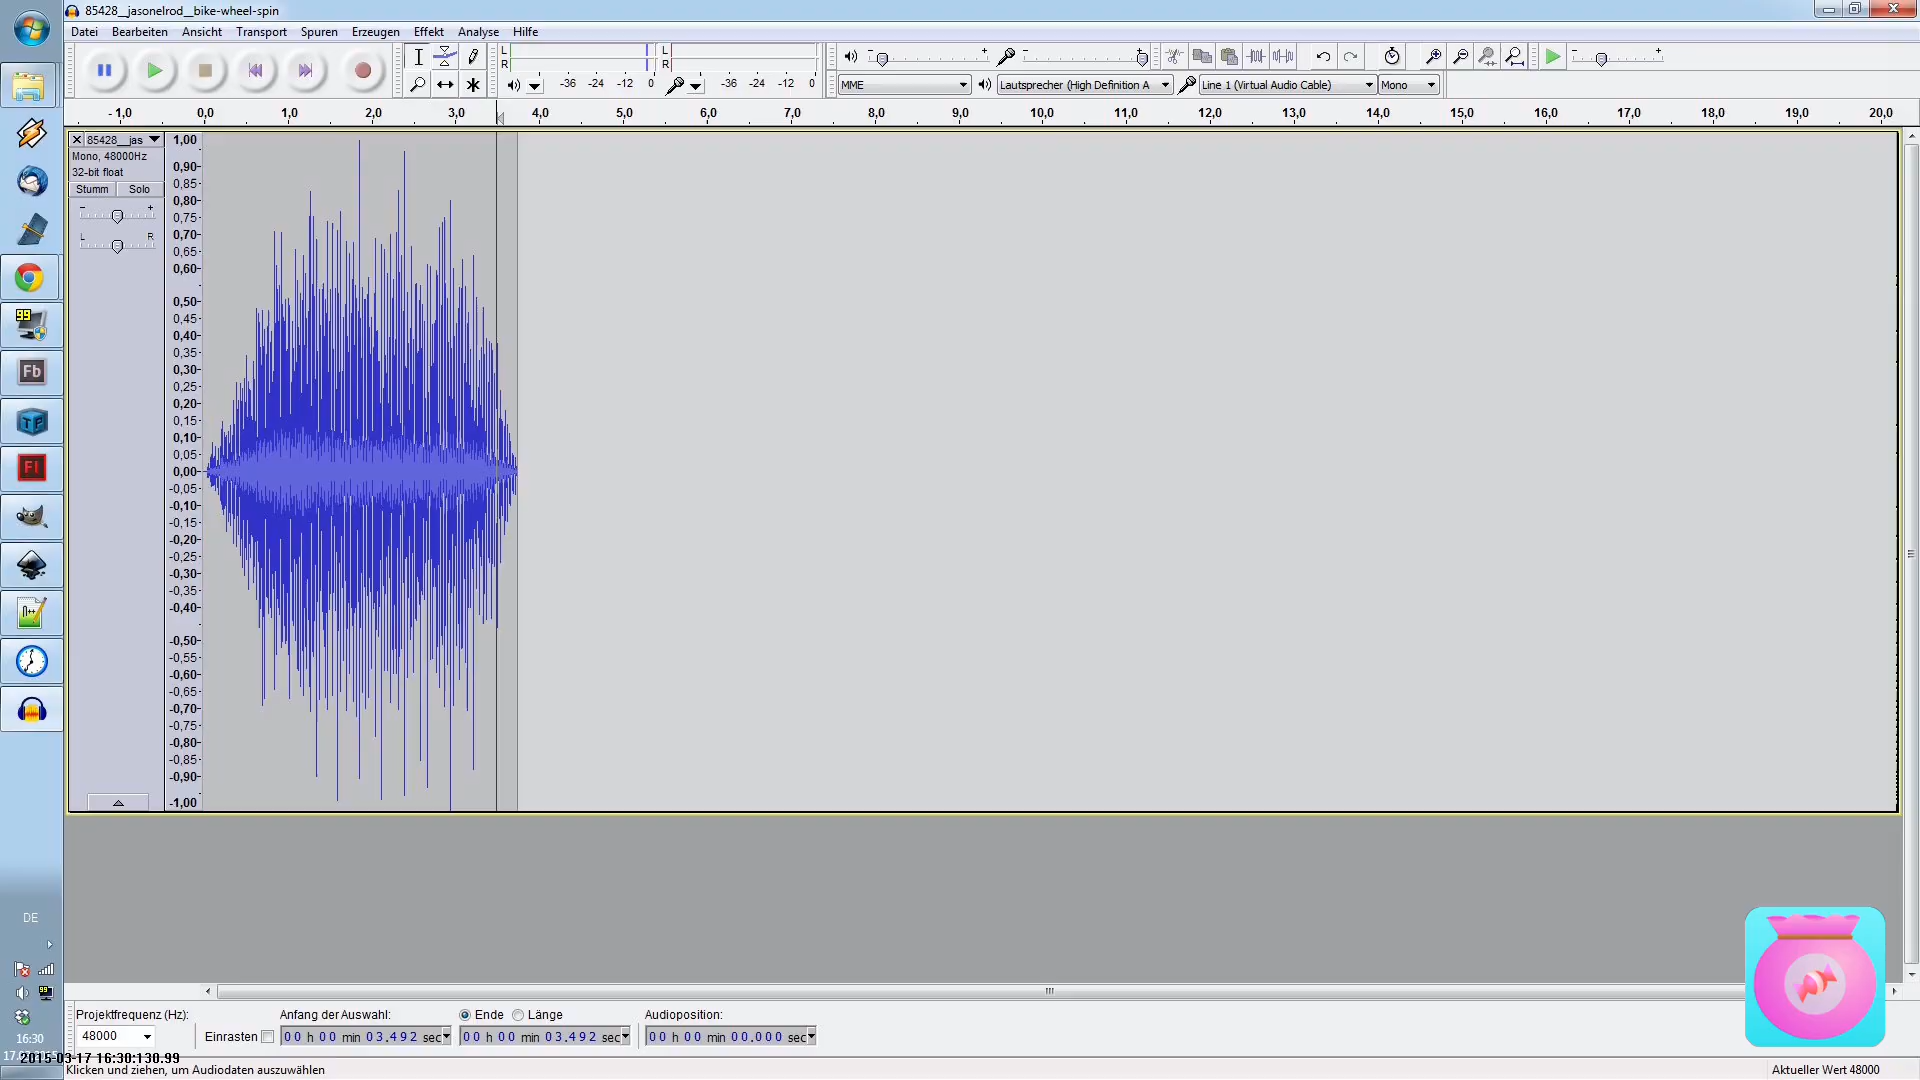 85428__jasonelrod__bike-wheel-spin
Datei Bearbeiten Ansicht Transport Spuren Erzeugen Effekt Analyse Hilfe
L
R
-36 -24 -12 0
L
R
-36 -24 -12 0
MME
Lautsprecher (High Definition A
Line 1 (Virtual Audio Cable)
Mono
- 1,0 0,0 1,0 2,0 3,0 4,0 5,0 6,0 7,0 8,0 9,0 10,0 11,0 12,0 13,0 14,0 15,0 16,0 17,0 18,0 19,0 20,0
85428__jas
Mono, 48000Hz
32-bit float
Stumm Solo
- +
L R
1,00
0,90
0,85
0,80
0,75
0,70
0,65
0,60
0,50
0,45
0,40
0,35
0,30
0,25
0,20
0,15
0,10
0,05
0,00
-0,05
-0,10
-0,15
-0,20
-0,25
-0,30
-0,35
-0,40
-0,50
-0,55
-0,60
-0,65
-0,70
-0,75
-0,80
-0,85
-0,90
-1,00
99
Fb
TP
Fl
n++
DE
99
16:30
2015-03-17 16:30:130.99
Projektfrequenz (Hz):
48000
Einrasten
Anfang der Auswahl:
00 h 00 min 03.492 sec
Ende Länge
00 h 00 min 03.492 sec
Audioposition:
00 h 00 min 00.000 sec
Klicken und ziehen, um Audiodaten auszuwählen
Aktueller Wert 48000